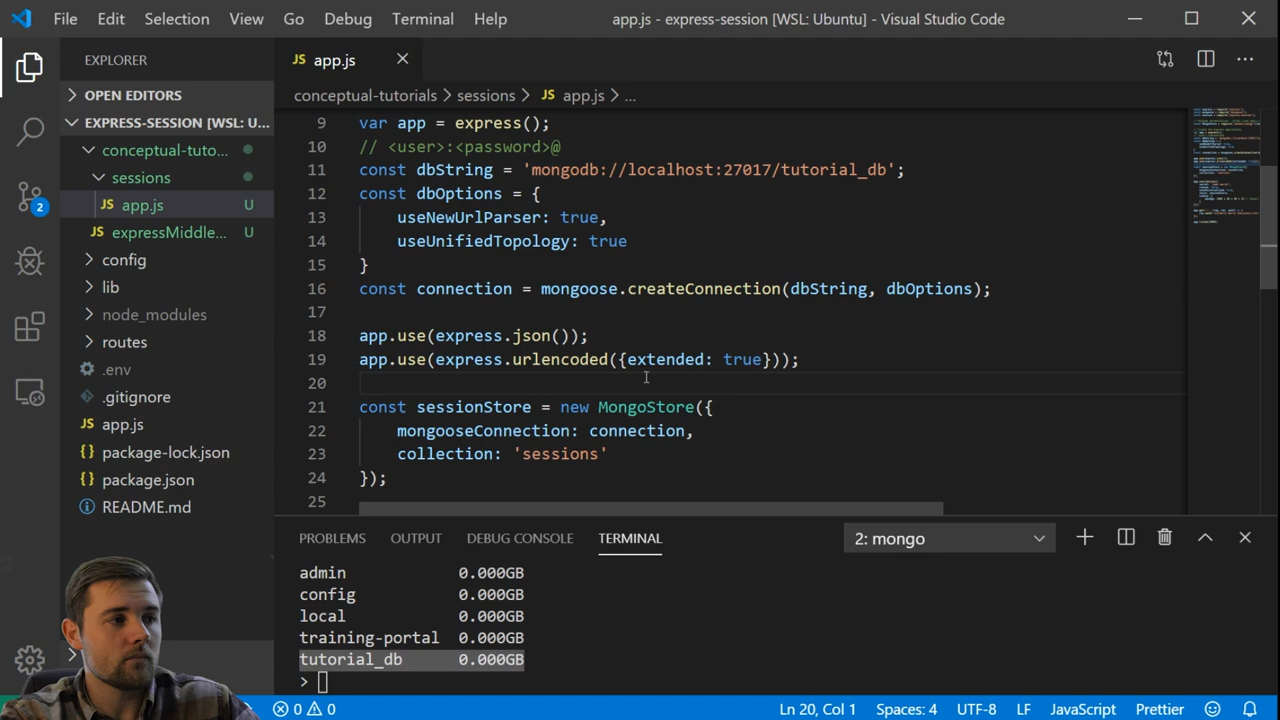 File Edit Selection View Go Debug Terminal Help app.js - express-session [WSL: Ubuntu] - Visual Studio Code
EXPLORER
JS app.js
OPEN EDITORS
conceptual-tutorials > sessions > JS app.js > ...
EXPRESS-SESSION [WSL: U...
conceptual-tuto...
sessions
JS app.js U
expressMiddle... U
config
lib
node_modules
routes
.env
.gitignore
JS app.js
{} package-lock.json
{} package.json
README.md
2
9 var app = express();
10 // <user>:<password>@
11 const dbString = 'mongodb://localhost:27017/tutorial_db';
12 const dbOptions = {
13 useNewUrlParser: true,
14 useUnifiedTopology: true
15 }
16 const connection = mongoose.createConnection(dbString, dbOptions);
17
18 app.use(express.json());
19 app.use(express.urlencoded({extended: true}));
20
21 const sessionStore = new MongoStore({
22 mongooseConnection: connection,
23 collection: 'sessions'
24 });
25
PROBLEMS OUTPUT DEBUG CONSOLE TERMINAL 2: mongo
admin 0.000GB
config 0.000GB
local 0.000GB
training-portal 0.000GB
tutorial_db 0.000GB
>
0 0 Ln 20, Col 1 Spaces: 4 UTF-8 LF JavaScript Prettier